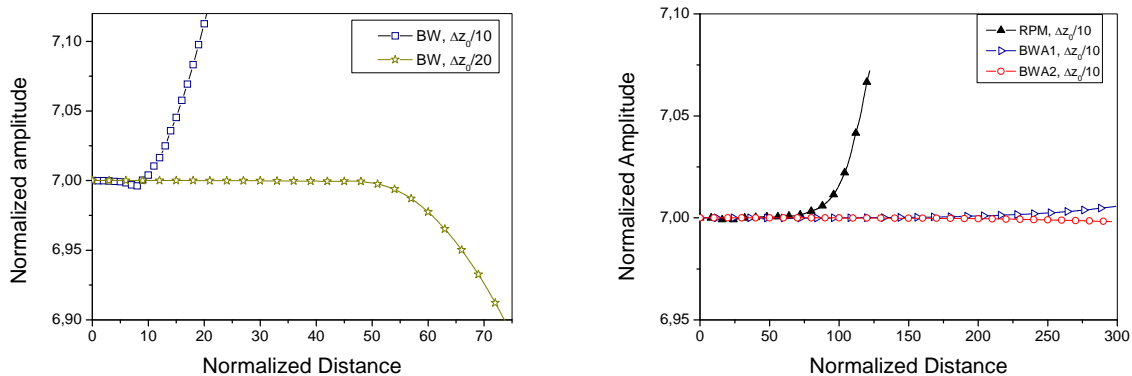 7,10
7,05
7,00
6,95
6,90
0 10 20 30 40 50 60 70
Normalized amplitude
Normalized Distance
BW, Δz₀/10
BW, Δz₀/20
7,10
7,05
7,00
6,95
0 50 100 150 200 250 300
Normalized Amplitude
Normalized Distance
RPM, Δz₀/10
BWA1, Δz₀/10
BWA2, Δz₀/10